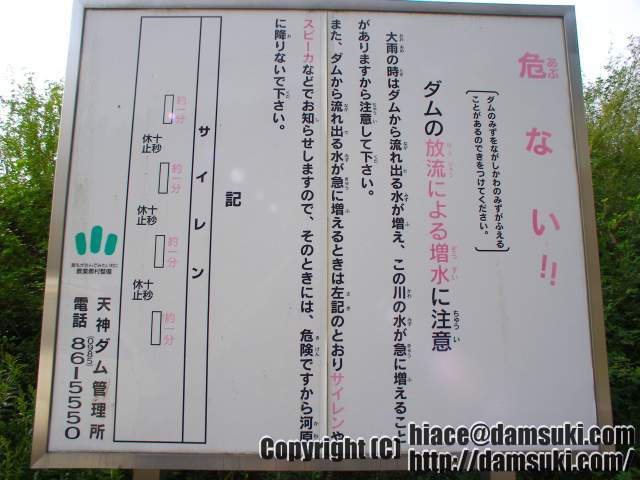 危ない!!
ダムのみずをながしかわのみずがふえる
ことがあるのできをつけてください。
ダムの放流による増水に注意
大雨の時はダムから流れ出る水が増え、この川の水が急に増えること
がありますから注意して下さい。
また、ダムから流れ出る水が急に増えるときは左記のとおりサイレンや
スピーカなどでお知らせしますので、そのときには、危険ですから河原
に降りないで下さい。
記
サイレン
約一分
休止十秒
約一分
休止十秒
約一分
休止十秒
約一分
農業農村整備
天神ダム管理所
電話(0985)86-5550
Copyright (C) hiace@damsuki.com
http://damsuki.com/